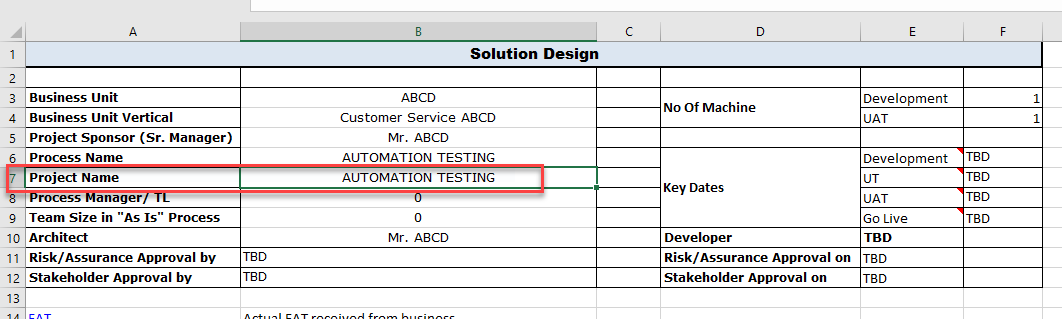 A B C D E F
1 Solution Design
2
3 Business Unit ABCD No Of Machine Development 1
4 Business Unit Vertical Customer Service ABCD UAT 1
5 Project Sponsor (Sr. Manager) Mr. ABCD
6 Process Name AUTOMATION TESTING Key Dates Development TBD
7 Project Name AUTOMATION TESTING UT TBD
8 Process Manager/ TL 0 UAT TBD
9 Team Size in "As Is" Process 0 Go Live TBD
10 Architect Mr. ABCD Developer TBD
11 Risk/Assurance Approval by TBD Risk/Assurance Approval on TBD
12 Stakeholder Approval by TBD Stakeholder Approval on TBD
13
14 Actual FAT received from business